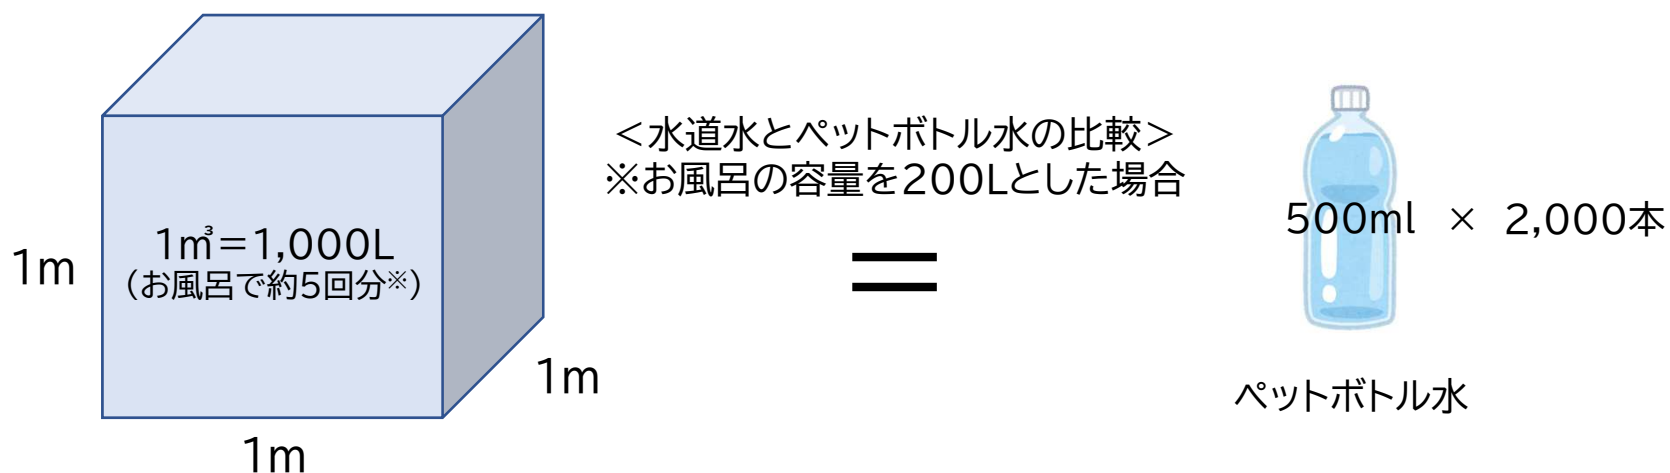 <水道水とペットボトル水の比較>
※お風呂の容量を200Lとした場合
1㎥=1,000L
(お風呂で約5回分※)
1m
1m
1m
=
500ml × 2,000本
ペットボトル水